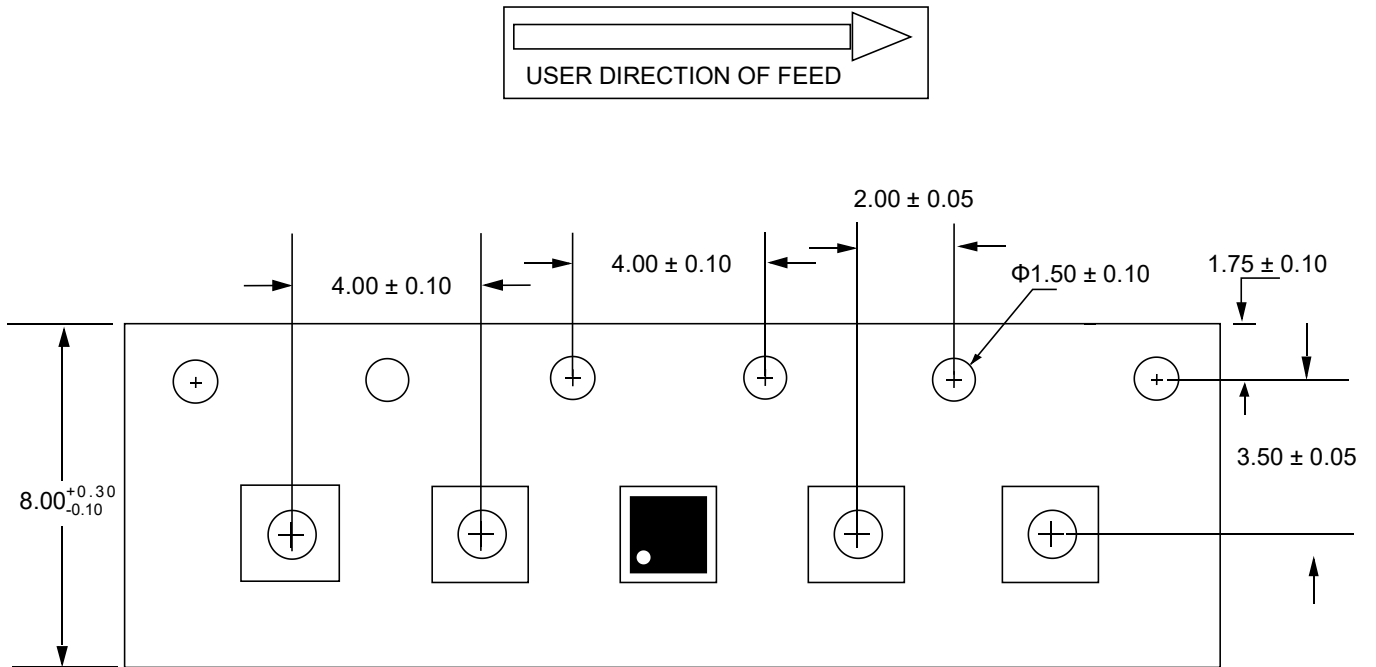 USER DIRECTION OF FEED
2.00 ± 0.05
4.00 ± 0.10
4.00 ± 0.10
Φ1.50 ± 0.10
1.75 ± 0.10
3.50 ± 0.05
8.00 +0.30 -0.10